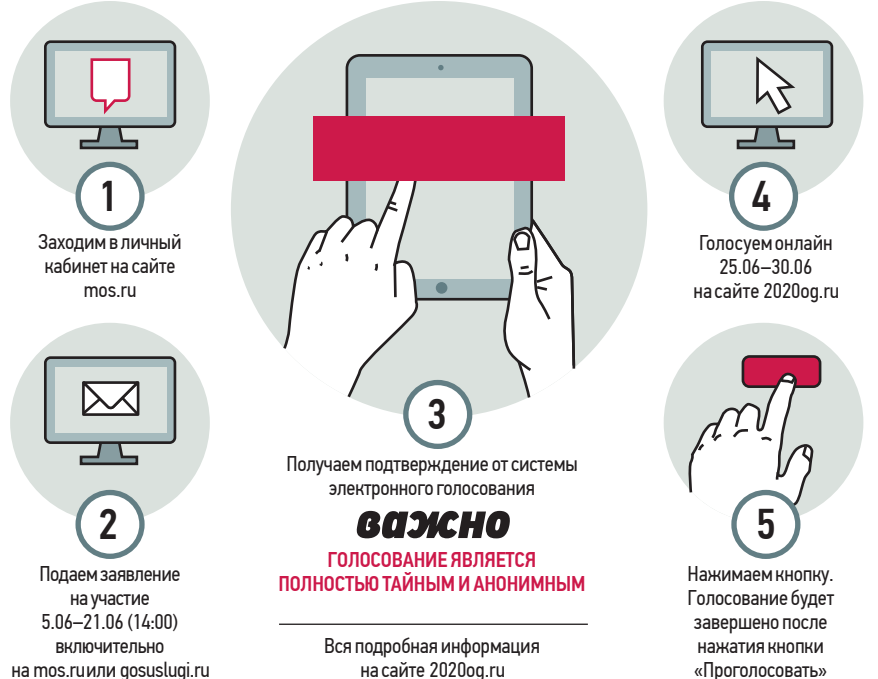 1
Заходим в личный
кабинет на сайте
mos.ru
2
Подаем заявление
на участие
5.06–21.06 (14:00)
включительно
на mos.ru или gosuslugi.ru
3
Получаем подтверждение от системы
электронного голосования
важно
ГОЛОСОВАНИЕ ЯВЛЯЕТСЯ
ПОЛНОСТЬЮ ТАЙНЫМ И АНОНИМНЫМ
Вся подробная информация
на сайте 2020og.ru
4
Голосуем онлайн
25.06–30.06
на сайте 2020og.ru
5
Нажимаем кнопку.
Голосование будет
завершено после
нажатия кнопки
«Проголосовать»